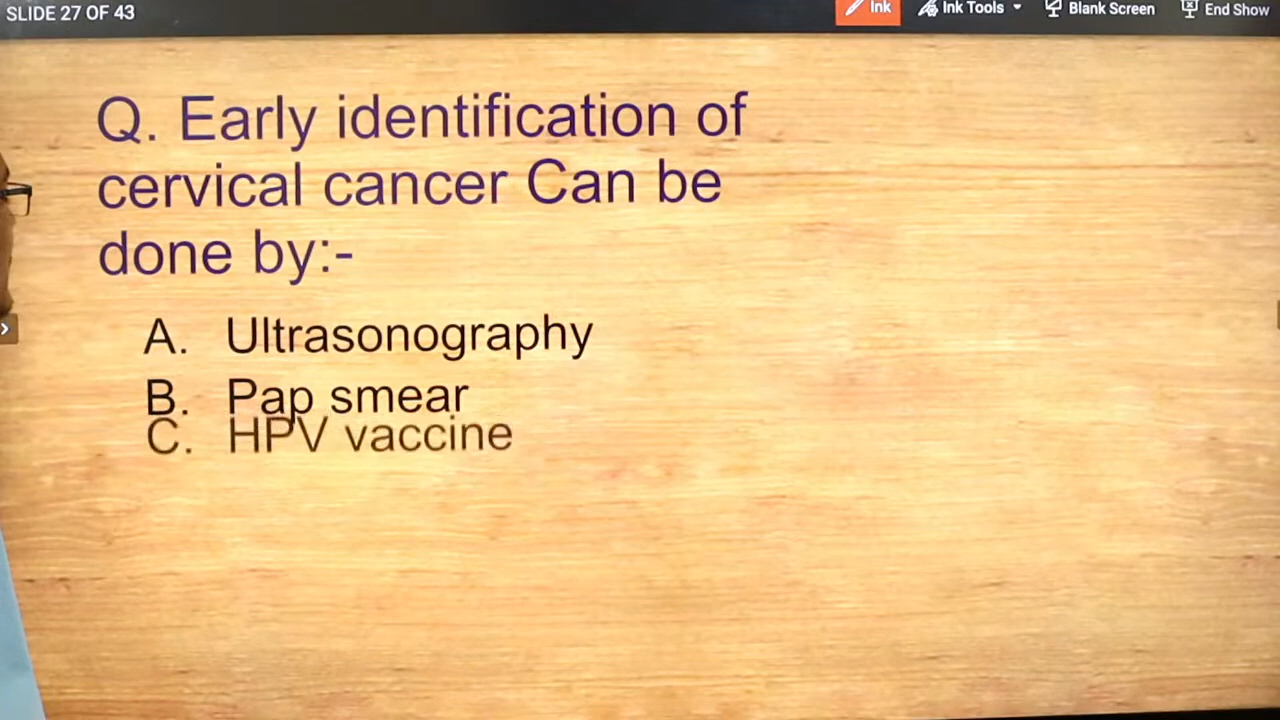 SLIDE 27 OF 43
Ink
Ink Tools
Blank Screen
End Show
Q. Early identification of
cervical cancer Can be
done by:-
A. Ultrasonography
B. Pap smear
C. HPV vaccine